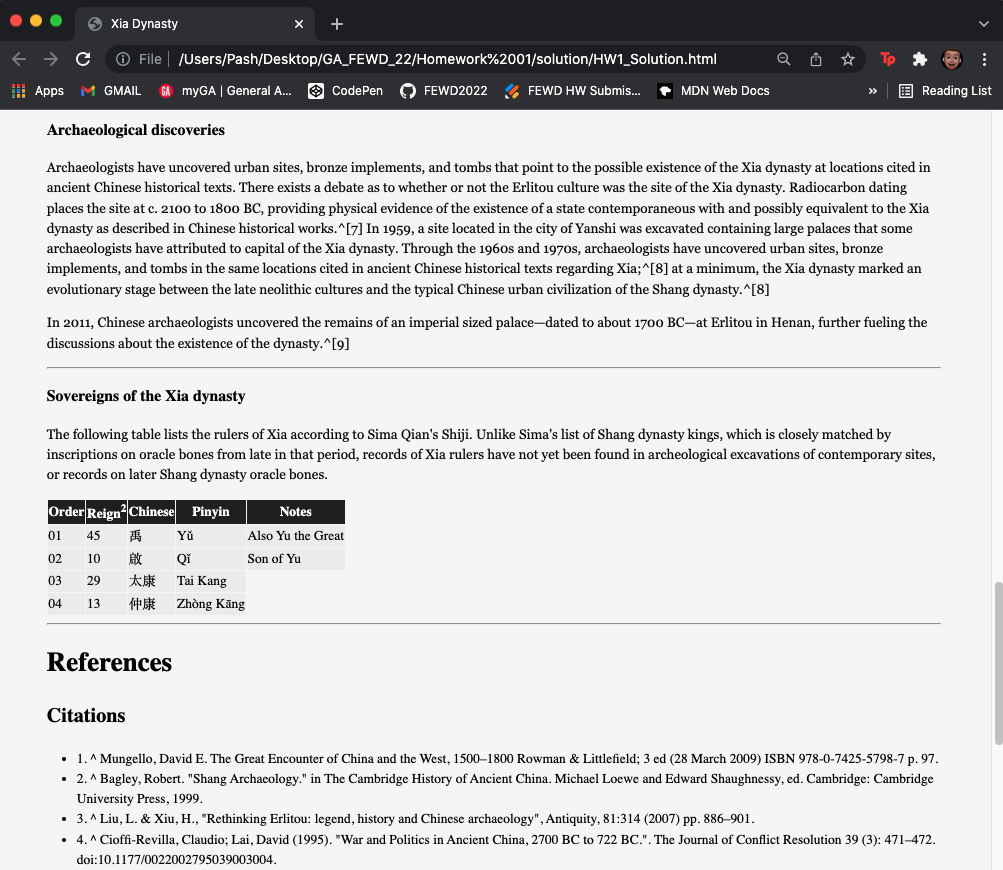 Xia Dynasty
File
/Users/Pash/Desktop/GA_FEWD_22/Homework%2001/solution/HW1_Solution.html
Tp
Apps GMAIL GA myGA | General A... CodePen FEWD2022 FEWD HW Submis... MDN Web Docs » Reading List
Archaeological discoveries
Archaeologists have uncovered urban sites, bronze implements, and tombs that point to the possible existence of the Xia dynasty at locations cited in
ancient Chinese historical texts. There exists a debate as to whether or not the Erlitou culture was the site of the Xia dynasty. Radiocarbon dating
places the site at c. 2100 to 1800 BC, providing physical evidence of the existence of a state contemporaneous with and possibly equivalent to the Xia
dynasty as described in Chinese historical works.^[7] In 1959, a site located in the city of Yanshi was excavated containing large palaces that some
archaeologists have attributed to capital of the Xia dynasty. Through the 1960s and 1970s, archaeologists have uncovered urban sites, bronze
implements, and tombs in the same locations cited in ancient Chinese historical texts regarding Xia;^[8] at a minimum, the Xia dynasty marked an
evolutionary stage between the late neolithic cultures and the typical Chinese urban civilization of the Shang dynasty.^[8]
In 2011, Chinese archaeologists uncovered the remains of an imperial sized palace—dated to about 1700 BC—at Erlitou in Henan, further fueling the
discussions about the existence of the dynasty.^[9]
Sovereigns of the Xia dynasty
The following table lists the rulers of Xia according to Sima Qian's Shiji. Unlike Sima's list of Shang dynasty kings, which is closely matched by
inscriptions on oracle bones from late in that period, records of Xia rulers have not yet been found in archeological excavations of contemporary sites,
or records on later Shang dynasty oracle bones.
Order Reign² Chinese Pinyin Notes
01 45 禹 Yǔ Also Yu the Great
02 10 啟 Qǐ Son of Yu
03 29 太康 Tai Kang
04 13 仲康 Zhòng Kāng
References
Citations
• 1. ^ Mungello, David E. The Great Encounter of China and the West, 1500–1800 Rowman & Littlefield; 3 ed (28 March 2009) ISBN 978-0-7425-5798-7 p. 97.
• 2. ^ Bagley, Robert. "Shang Archaeology." in The Cambridge History of Ancient China. Michael Loewe and Edward Shaughnessy, ed. Cambridge: Cambridge
University Press, 1999.
• 3. ^ Liu, L. & Xiu, H., "Rethinking Erlitou: legend, history and Chinese archaeology", Antiquity, 81:314 (2007) pp. 886–901.
• 4. ^ Cioffi-Revilla, Claudio; Lai, David (1995). "War and Politics in Ancient China, 2700 BC to 722 BC.". The Journal of Conflict Resolution 39 (3): 471–472.
doi:10.1177/0022002795039003004.